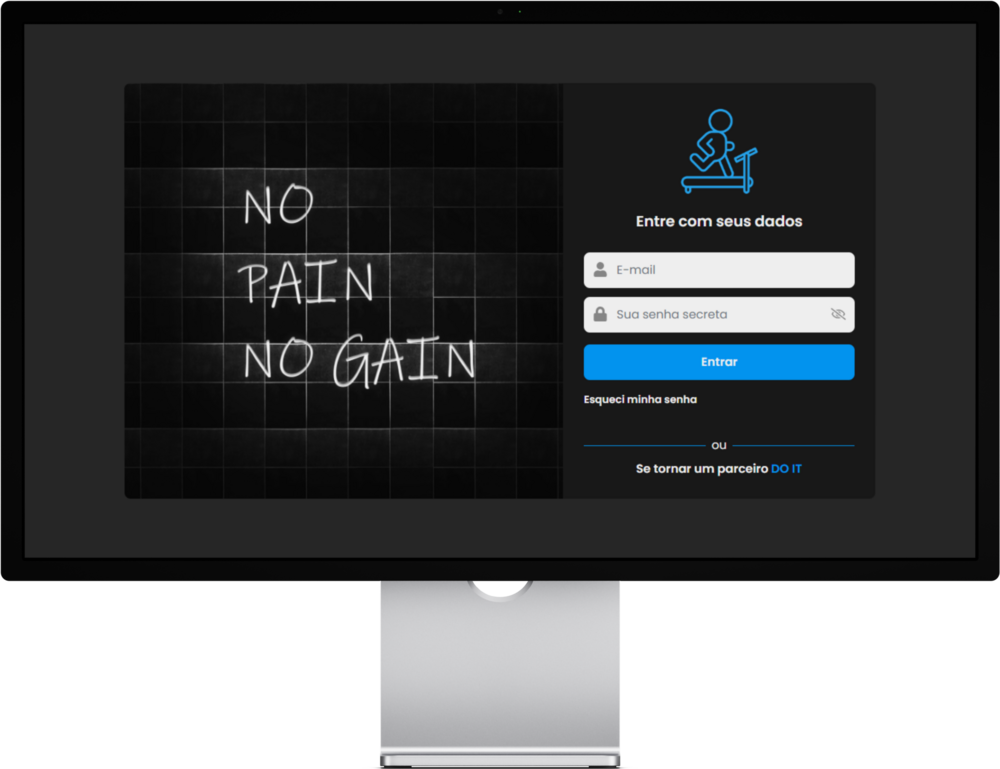 NO
PAIN
NO GAIN
Entre com seus dados
E-mail
Sua senha secreta
Entrar
Esqueci minha senha
ou
Se tornar um parceiro DO IT